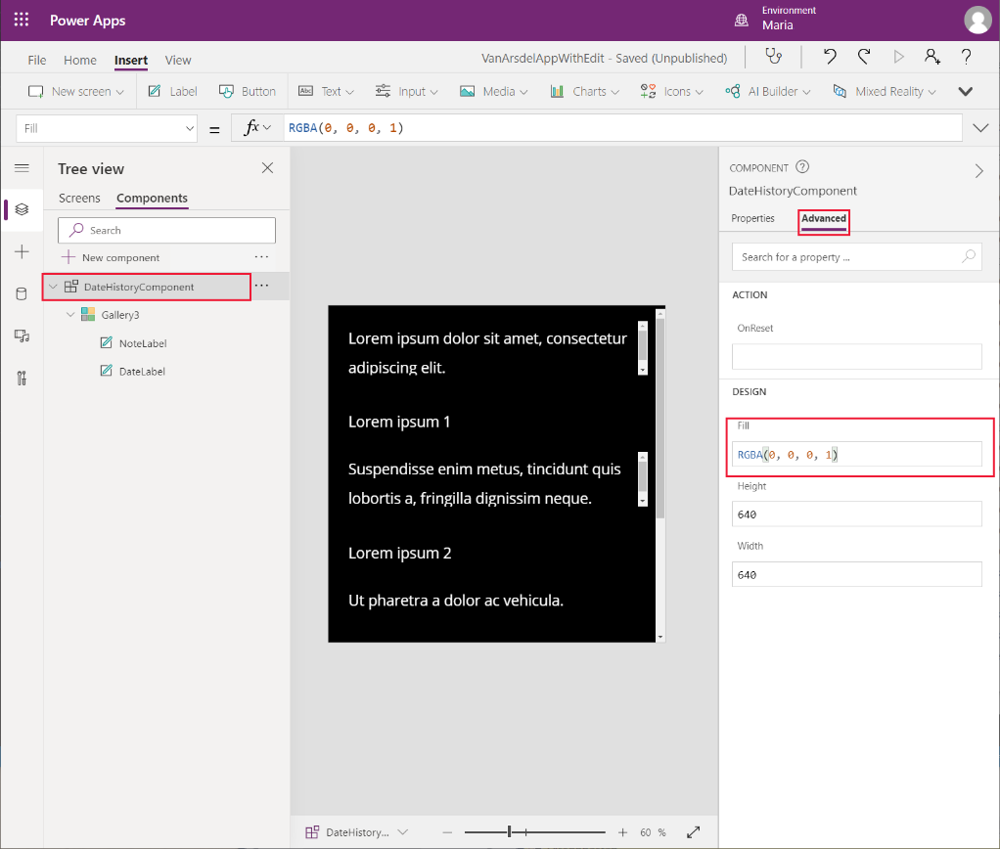 Power Apps
Environment
Maria
File Home Insert View
VanArsdelAppWithEdit - Saved (Unpublished)
New screen Label Button Text Input Media Charts Icons AI Builder Mixed Reality
Fill = fx RGBA(0, 0, 0, 1)
Tree view
Screens Components
Search
New component ...
DateHistoryComponent ...
Gallery3
NoteLabel
DateLabel
Lorem ipsum dolor sit amet, consectetur
adipiscing elit.
Lorem ipsum 1
Suspendisse enim metus, tincidunt quis
lobortis a, fringilla dignissim neque.
Lorem ipsum 2
Ut pharetra a dolor ac vehicula.
DateHistory... 60 %
COMPONENT
DateHistoryComponent
Properties Advanced
Search for a property ...
ACTION
OnReset
DESIGN
Fill
RGBA(0, 0, 0, 1)
Height
640
Width
640